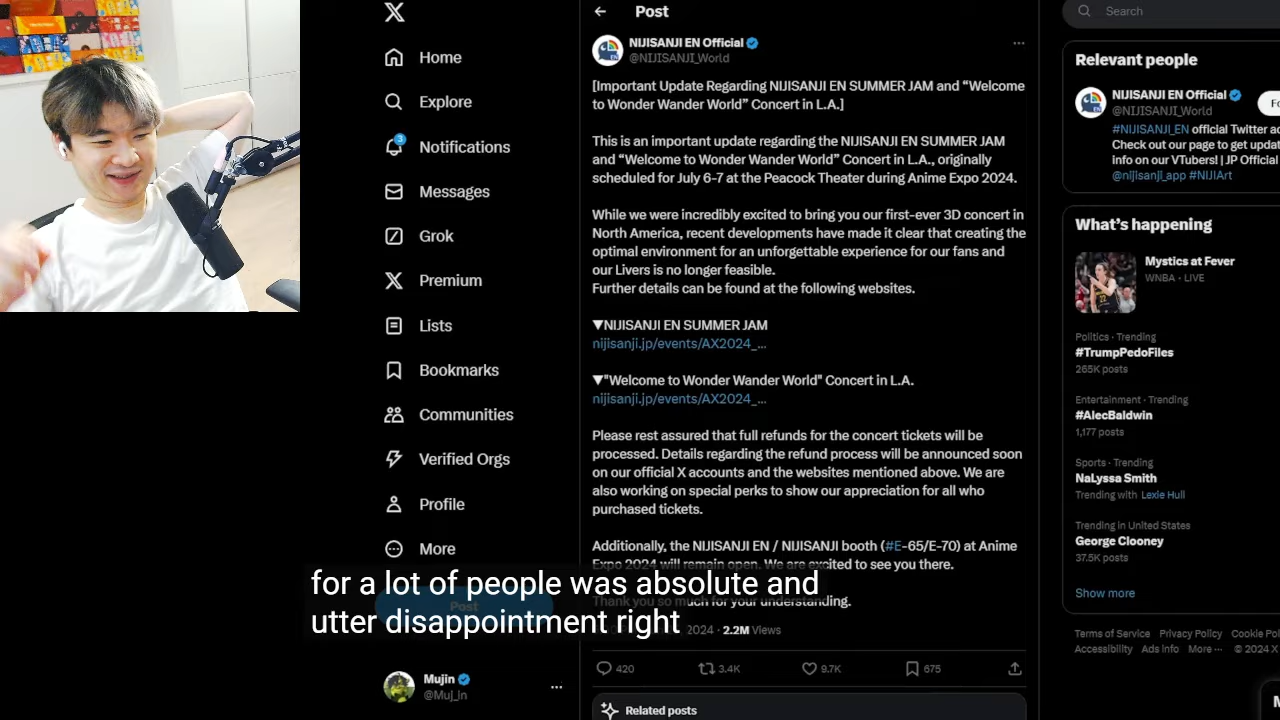 Home
Explore
3
Notifications
Messages
Grok
Premium
Lists
Bookmarks
Communities
Verified Orgs
Profile
More
Post
Mujin
@Muj_In
Post
NIJISANJI EN Official
@NIJISANJI_World
[Important Update Regarding NIJISANJI EN SUMMER JAM and “Welcome
to Wonder Wander World” Concert in L.A.]
This is an important update regarding the NIJISANJI EN SUMMER JAM
and “Welcome to Wonder Wander World” Concert in L.A., originally
scheduled for July 6-7 at the Peacock Theater during Anime Expo 2024.
While we were incredibly excited to bring you our first-ever 3D concert in
North America, recent developments have made it clear that creating the
optimal environment for an unforgettable experience for our fans and
our Livers is no longer feasible.
Further details can be found at the following websites.
▼NIJISANJI EN SUMMER JAM
nijisanji.jp/events/AX2024_...
▼"Welcome to Wonder Wander World" Concert in L.A.
nijisanji.jp/events/AX2024_...
Please rest assured that full refunds for the concert tickets will be
processed. Details regarding the refund process will be announced soon
on our official X accounts and the websites mentioned above. We are
also working on special perks to show our appreciation for all who
purchased tickets.
Additionally, the NIJISANJI EN / NIJISANJI booth (#E-65/E-70) at Anime
Expo 2024 will remain open. We are excited to see you there.
Thank you so much for your understanding.
2024 · 2.2M Views
420 3.4K 9.7K 675
Related posts
for a lot of people was absolute and
utter disappointment right
Search
Relevant people
NIJISANJI EN Official
@NIJISANJI_World
Fo
#NIJISANJI_EN official Twitter ac
Check out our page to get updat
info on our VTubers! | JP Official
@nijisanji_app #NIJIArt
What’s happening
Mystics at Fever
WNBA · LIVE
Politics · Trending
#TrumpPedoFiles
265K posts
Entertainment · Trending
#AlecBaldwin
1,177 posts
Sports · Trending
NaLyssa Smith
Trending with Lexie Hull
Trending in United States
George Clooney
37.5K posts
Show more
Terms of Service Privacy Policy Cookie Pol
Accessibility Ads info More ··· © 2024 X